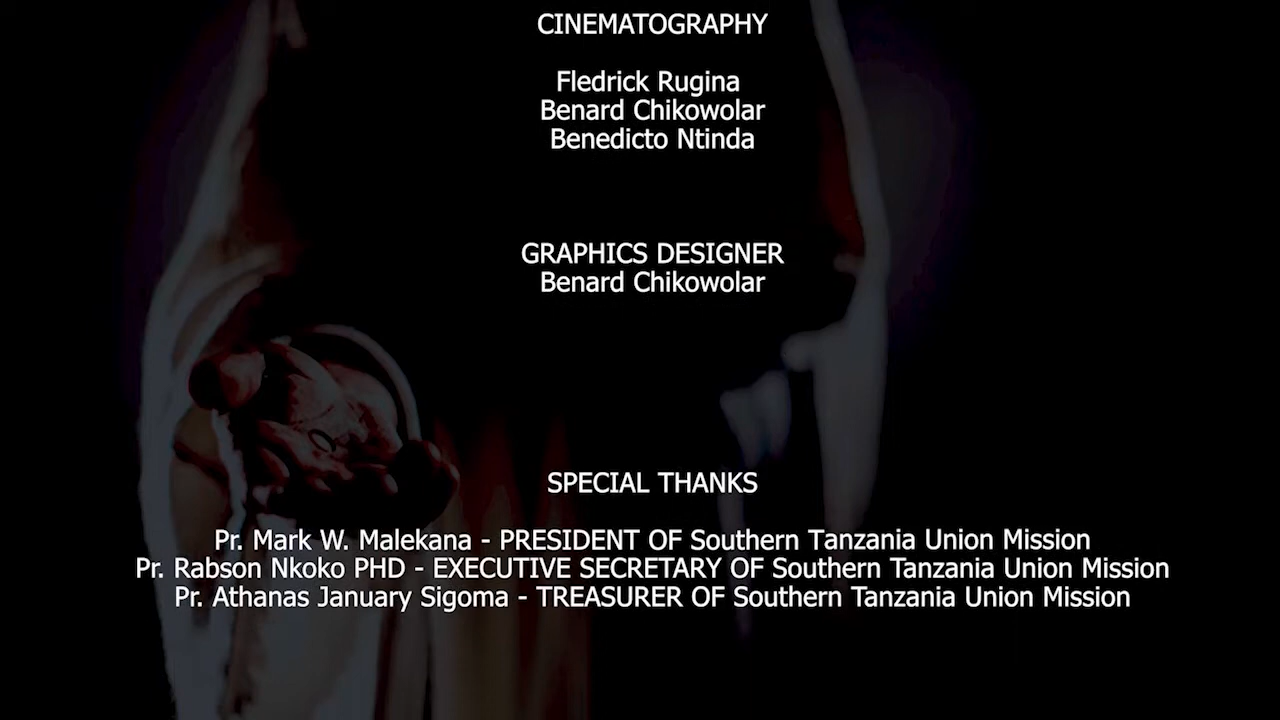 CINEMATOGRAPHY
Fledrick Rugina
Benard Chikowolar
Benedicto Ntinda
GRAPHICS DESIGNER
Benard Chikowolar
SPECIAL THANKS
Pr. Mark W. Malekana - PRESIDENT OF Southern Tanzania Union Mission
Pr. Rabson Nkoko PHD - EXECUTIVE SECRETARY OF Southern Tanzania Union Mission
Pr. Athanas January Sigoma - TREASURER OF Southern Tanzania Union Mission